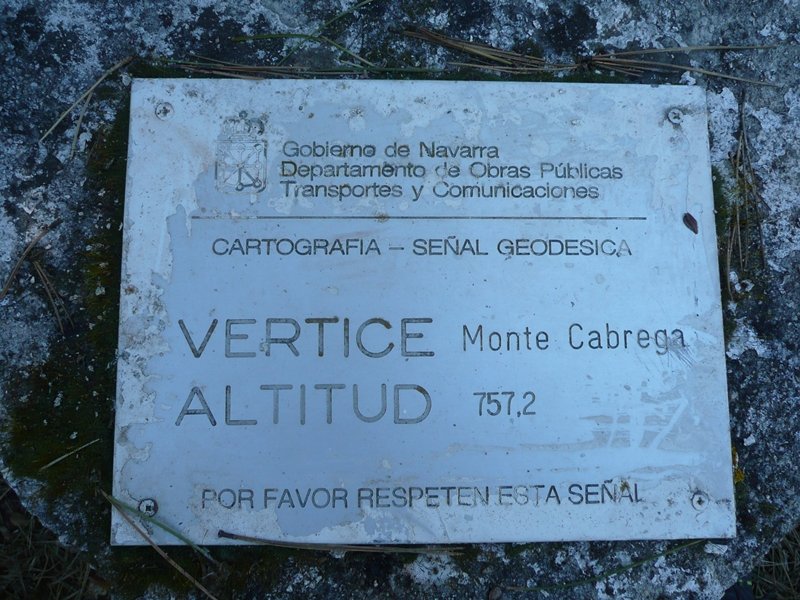 Gobierno de Navarra
Departamento de Obras Públicas
Transportes y Comunicaciones
CARTOGRAFIA – SEÑAL GEODESICA
VERTICE Monte Cabrega
ALTITUD 757,2
POR FAVOR RESPETEN ESTA SEÑAL